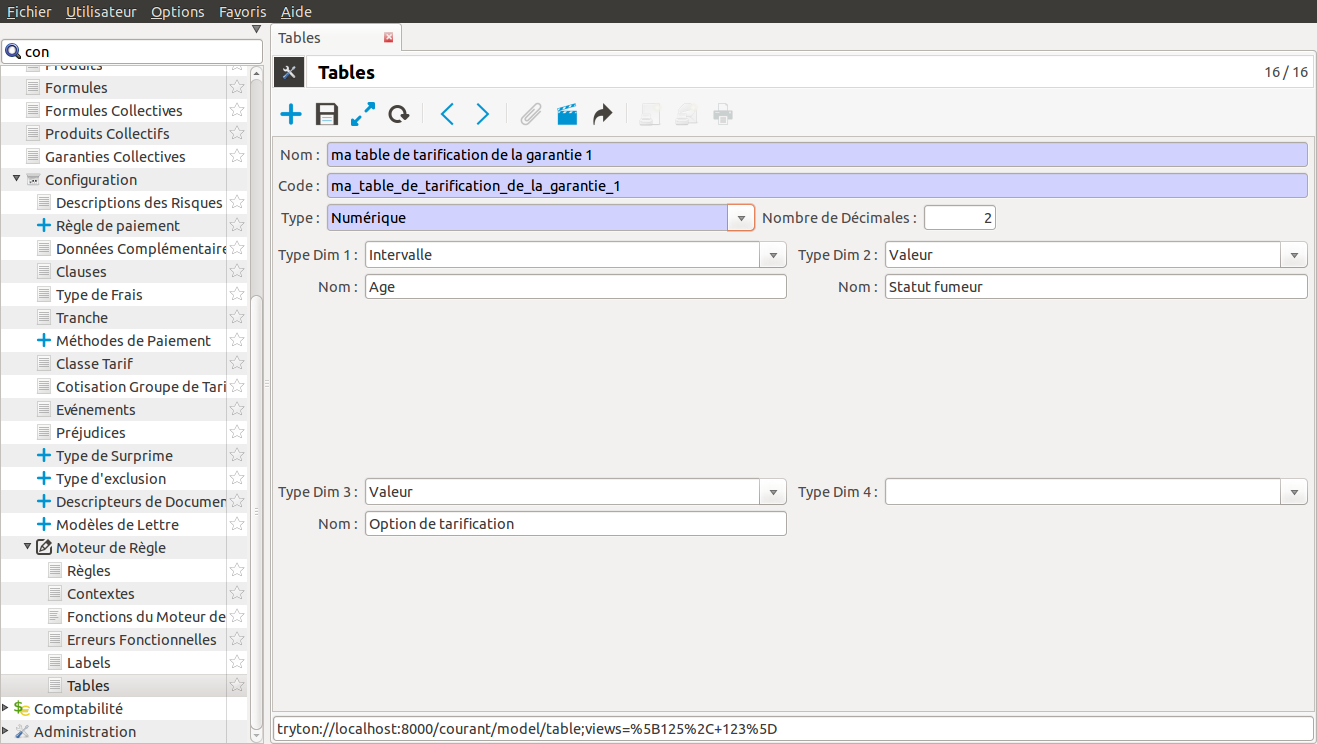 Fichier Utilisateur Options Favoris Aide
Tables
con
Tables
16 / 16
Produits
Formules
Formules Collectives
Produits Collectifs
Garanties Collectives
Configuration
Descriptions des Risques
Règle de paiement
Données Complémentaire
Clauses
Type de Frais
Tranche
Méthodes de Paiement
Classe Tarif
Cotisation Groupe de Tari
Evénements
Préjudices
Type de Surprime
Type d'exclusion
Descripteurs de Documen
Modèles de Lettre
Moteur de Règle
Règles
Contextes
Fonctions du Moteur de
Erreurs Fonctionnelles
Labels
Tables
Comptabilité
Administration
Nom : ma table de tarification de la garantie 1
Code : ma_table_de_tarification_de_la_garantie_1
Type : Numérique Nombre de Décimales : 2
Type Dim 1 : Intervalle Type Dim 2 : Valeur
Nom : Age Nom : Statut fumeur
Type Dim 3 : Valeur Type Dim 4 :
Nom : Option de tarification
tryton://localhost:8000/courant/model/table;views=%5B125%2C+123%5D